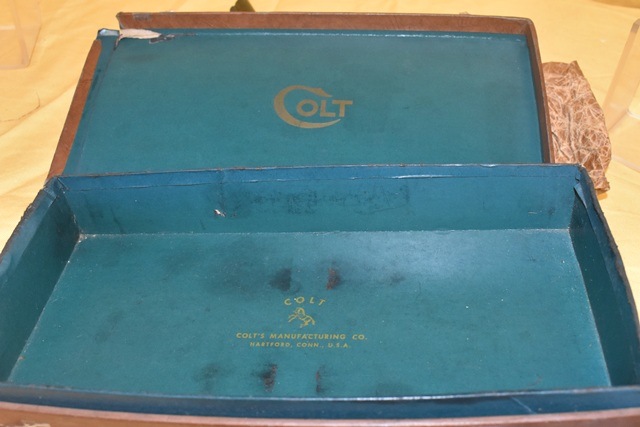 COLT
COLT
COLT'S MANUFACTURING CO.
HARTFORD, CONN., U.S.A.